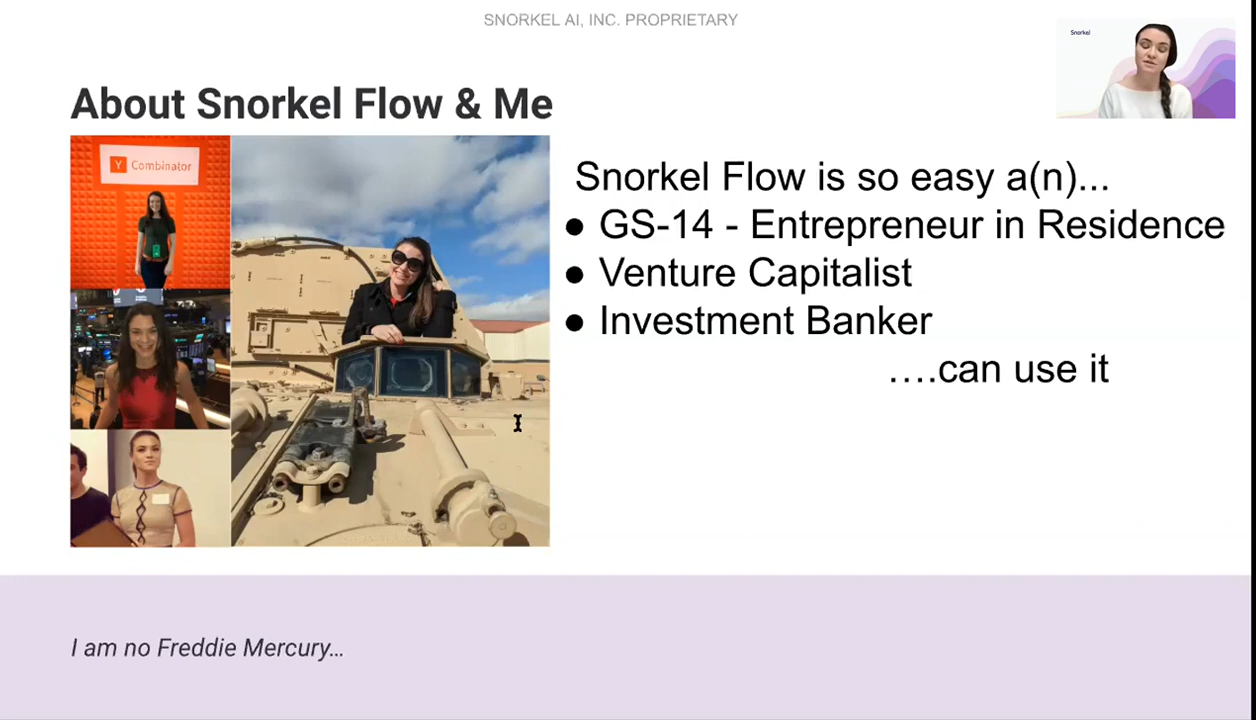 SNORKEL AI, INC. PROPRIETARY
Snorkel
About Snorkel Flow & Me
Y Combinator
Snorkel Flow is so easy a(n)...
● GS-14 - Entrepreneur in Residence
● Venture Capitalist
● Investment Banker
….can use it
I am no Freddie Mercury…